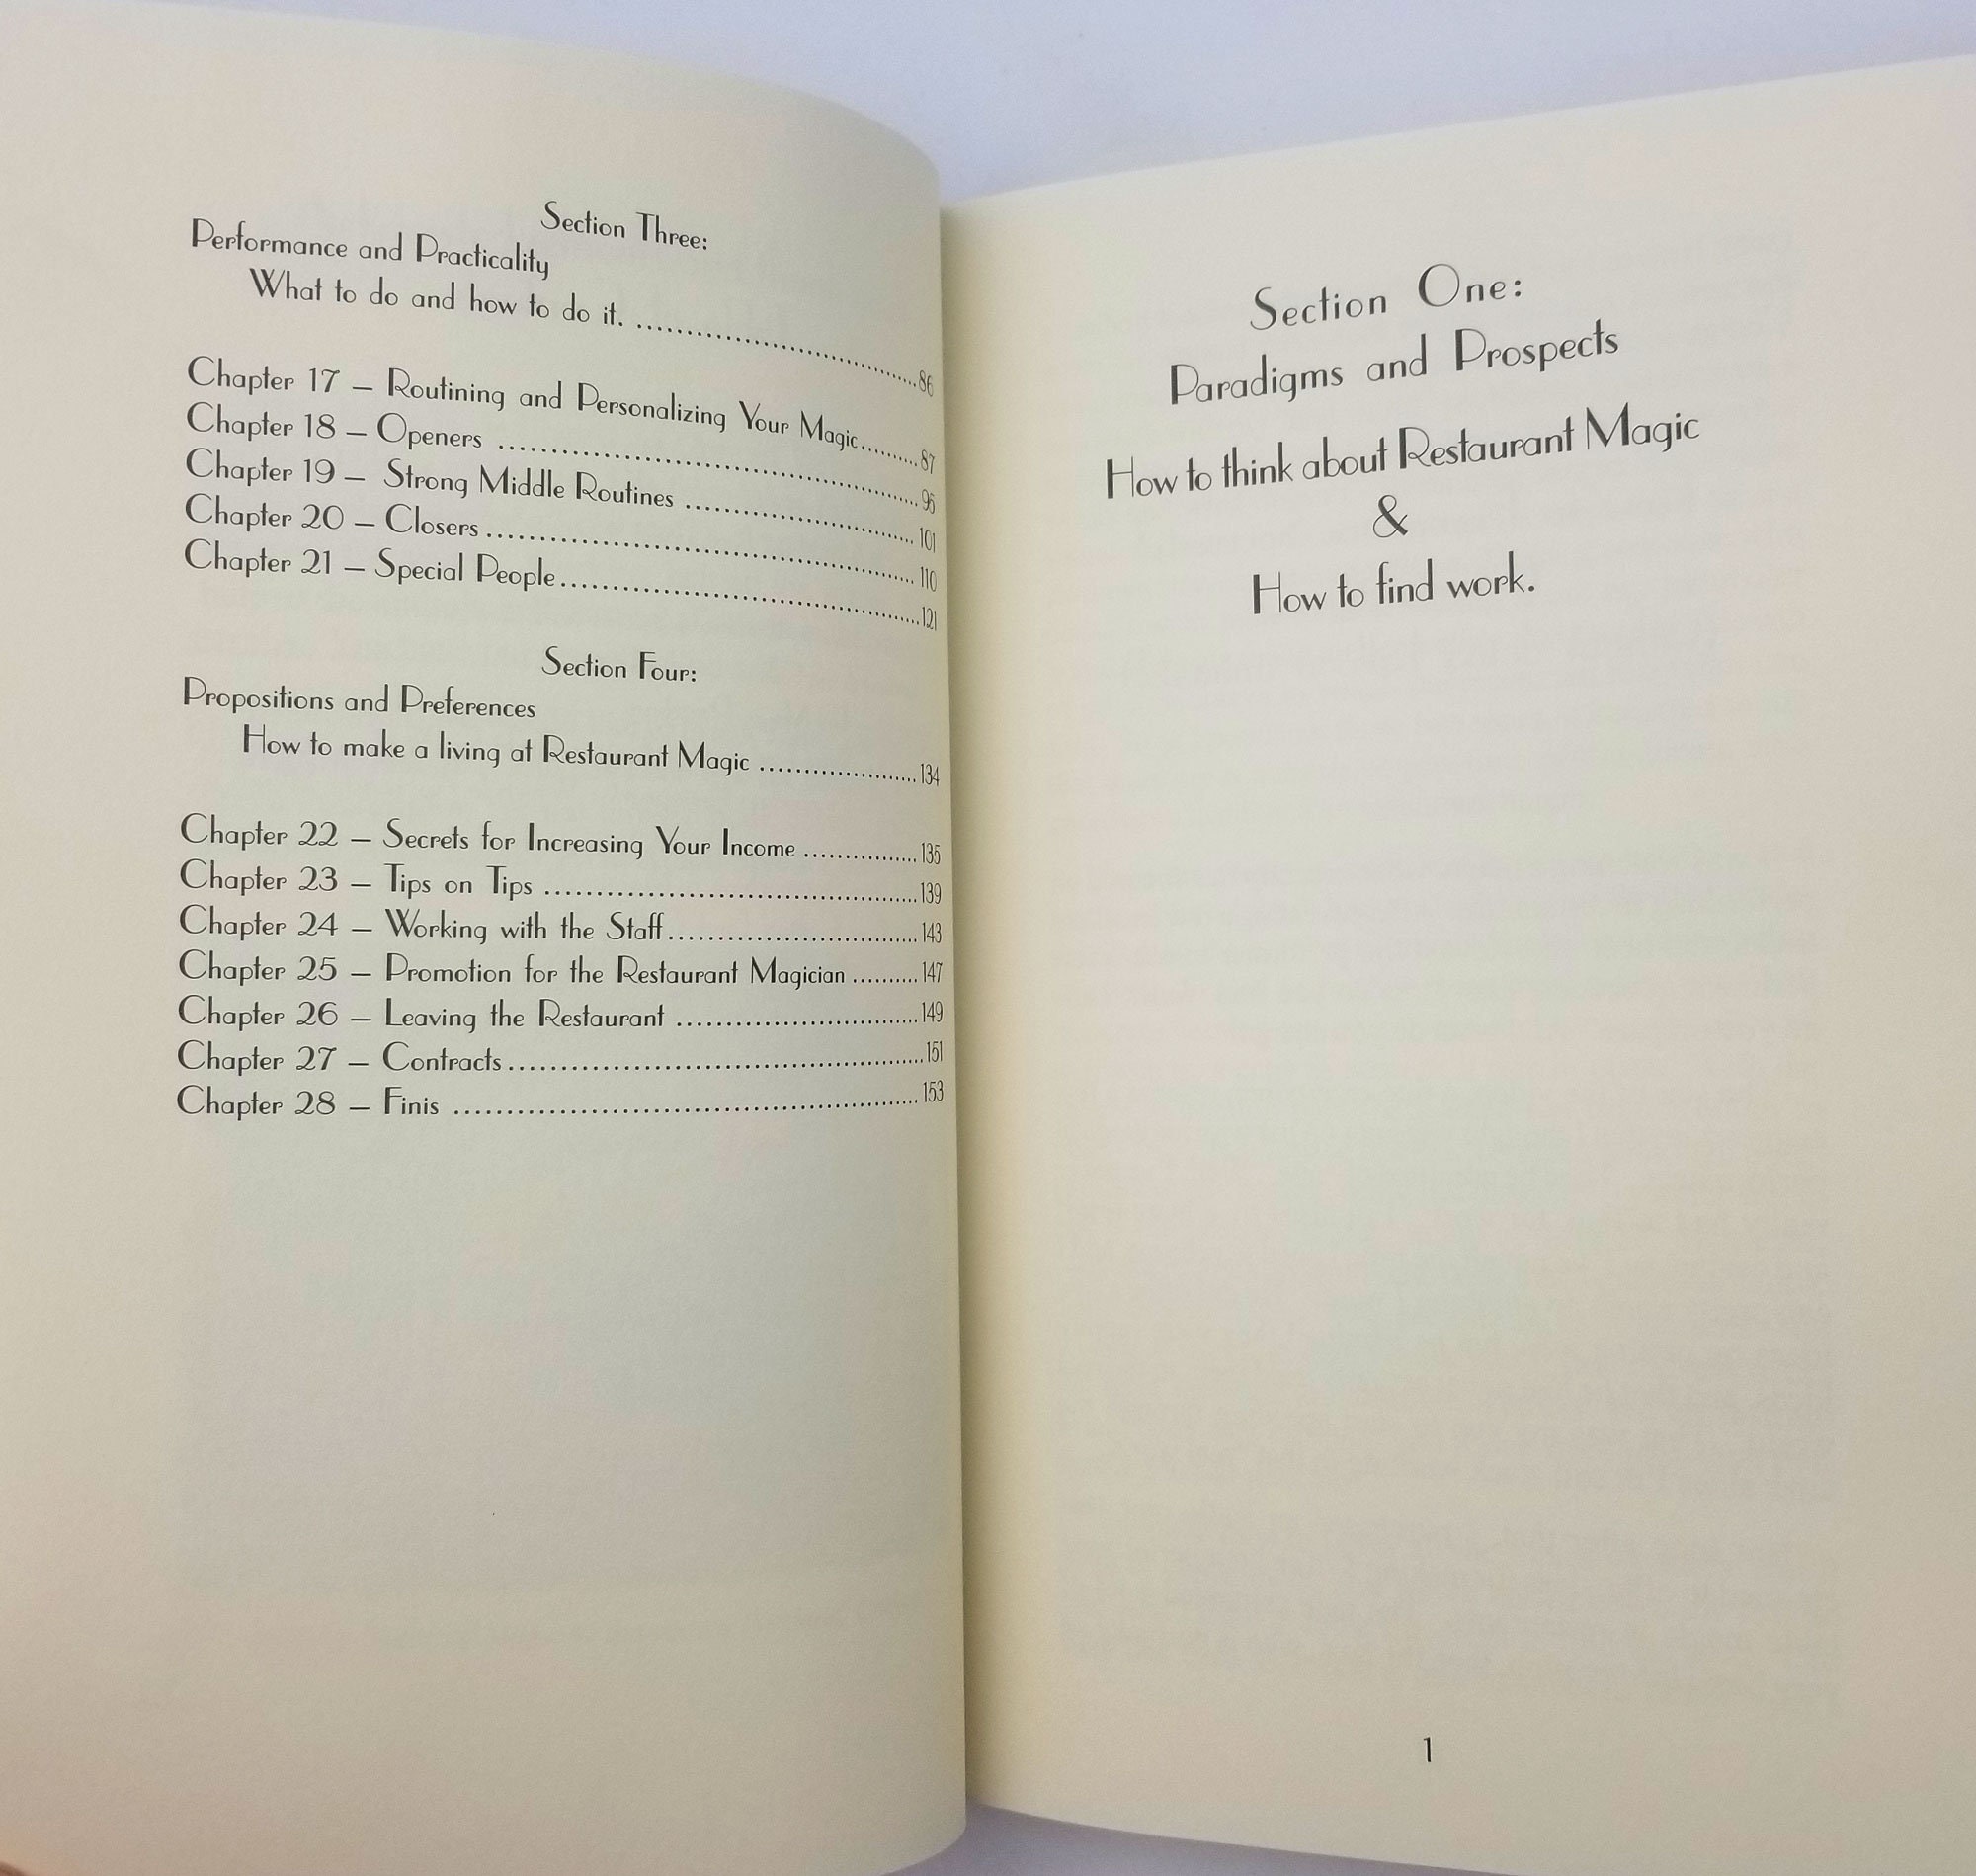 Section Three:
Performance and Practicality
What to do and how to do it. ........................................86
Chapter 17 – Routining and Personalizing Your Magic..........87
Chapter 18 – Openers ........................................95
Chapter 19 – Strong Middle Routines ........................................101
Chapter 20 – Closers ........................................110
Chapter 21 – Special People........................................121
Section Four:
Propositions and Preferences
How to make a living at Restaurant Magic ......................134
Chapter 22 – Secrets for Increasing Your Income ................135
Chapter 23 – Tips on Tips ........................................139
Chapter 24 – Working with the Staff..............................143
Chapter 25 – Promotion for the Restaurant Magician ..........147
Chapter 26 – Leaving the Restaurant ..............................149
Chapter 27 – Contracts........................................151
Chapter 28 – Finis ........................................153
Section One:
Paradigms and Prospects
How to think about Restaurant Magic
&
How to find work.
1